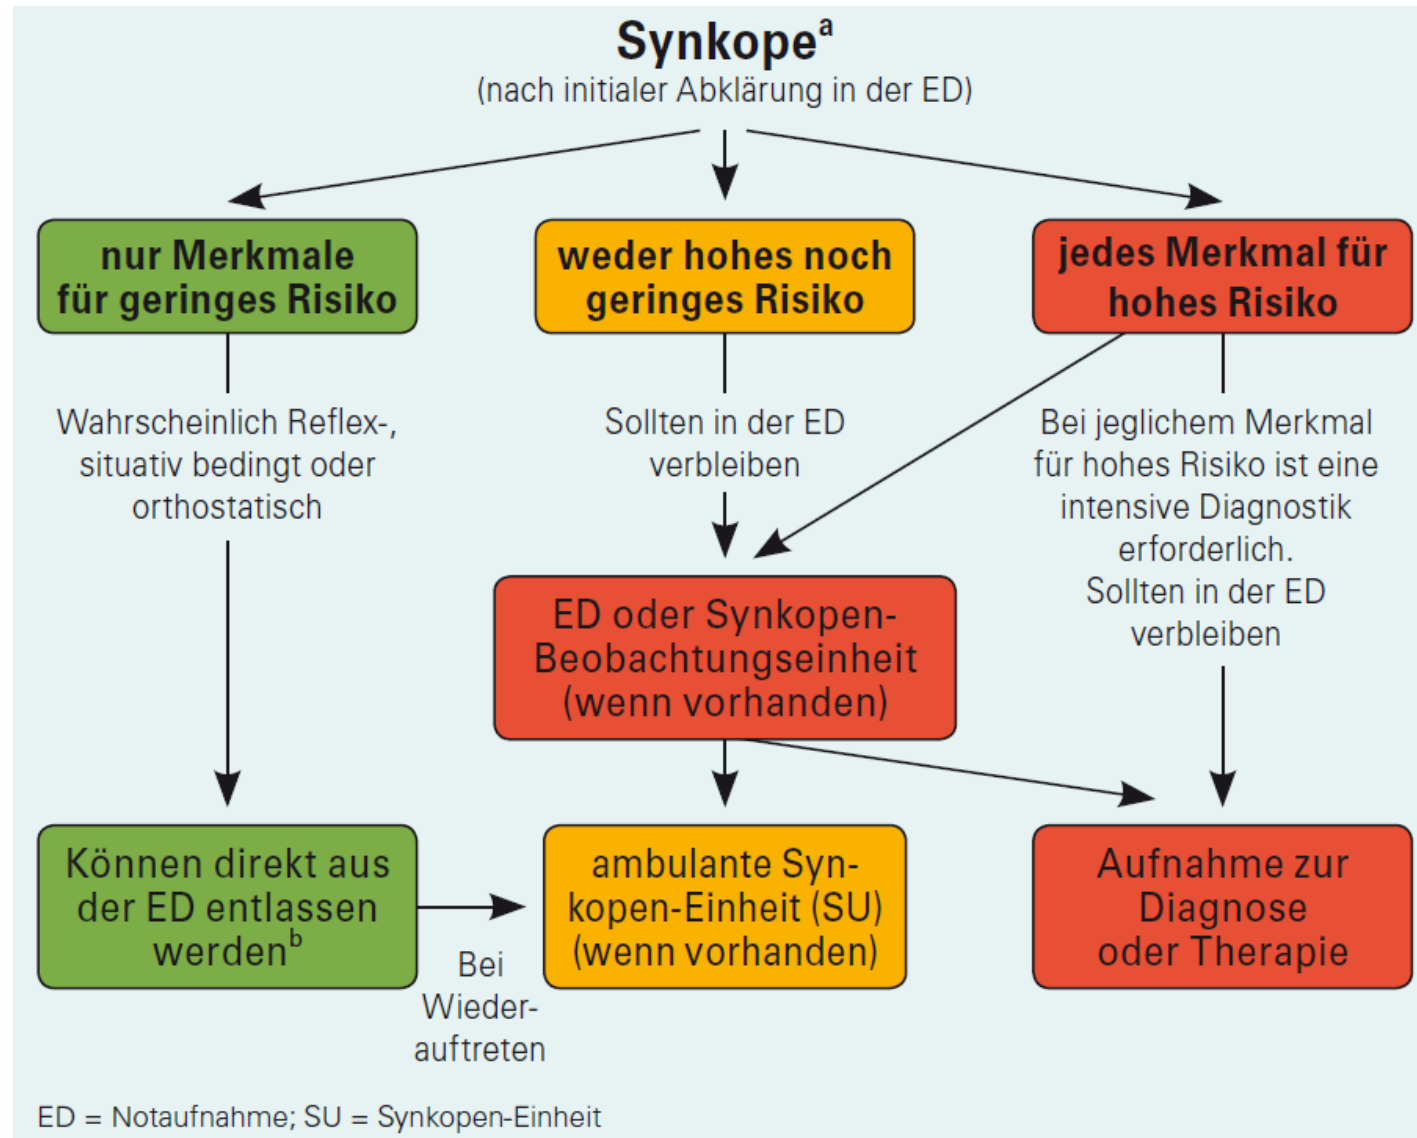 Synkopeᵃ
(nach initialer Abklärung in der ED)
nur Merkmale
für geringes Risiko
weder hohes noch
geringes Risiko
jedes Merkmal für
hohes Risiko
Wahrscheinlich Reflex-,
situativ bedingt oder
orthostatisch
Sollten in der ED
verbleiben
Bei jeglichem Merkmal
für hohes Risiko ist eine
intensive Diagnostik
erforderlich.
Sollten in der ED
verbleiben
ED oder Synkopen-
Beobachtungseinheit
(wenn vorhanden)
Können direkt aus
der ED entlassen
werdenᵇ
Bei
Wieder-
auftreten
ambulante Syn-
kopen-Einheit (SU)
(wenn vorhanden)
Aufnahme zur
Diagnose
oder Therapie
ED = Notaufnahme; SU = Synkopen-Einheit